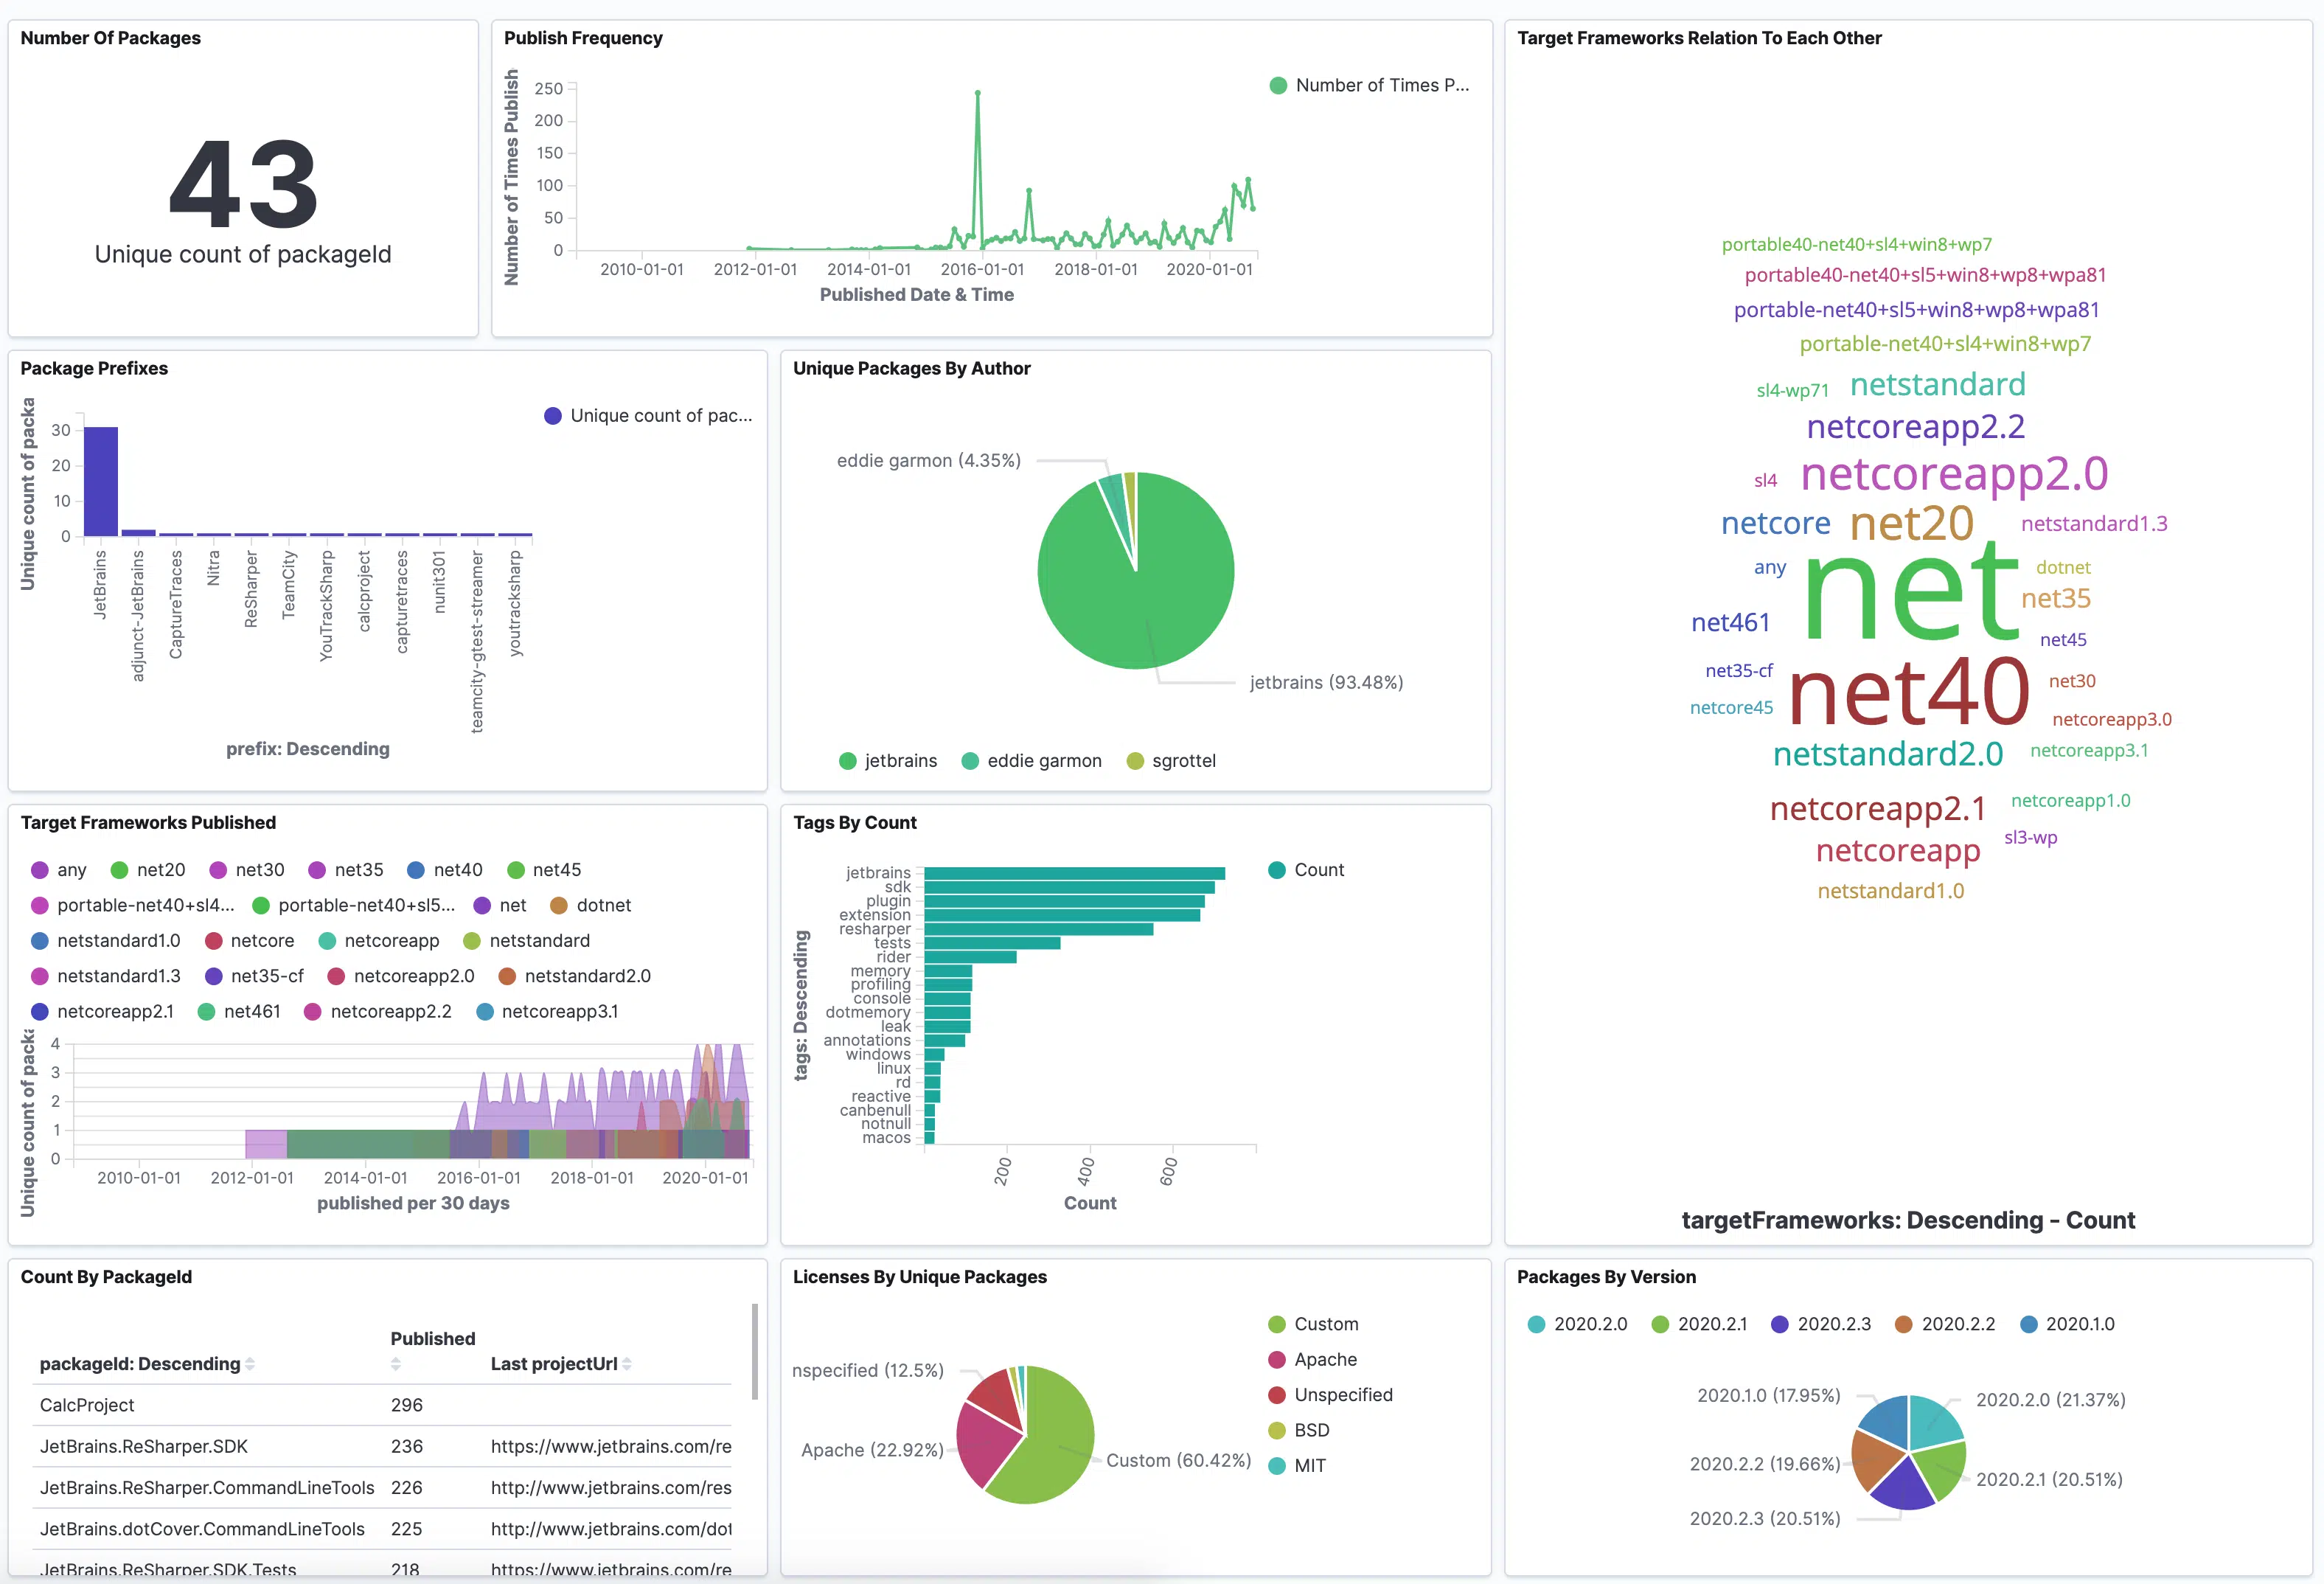 Number Of Packages
43
Unique count of packageId
Publish Frequency
Number of Times Publish
250
200
150
100
50
0
2010-01-01 2012-01-01 2014-01-01 2016-01-01 2018-01-01 2020-01-01
Published Date & Time
Number of Times P...
Target Frameworks Relation To Each Other
portable40-net40+sl4+win8+wp7
portable40-net40+sl5+win8+wp8+wpa81
portable-net40+sl5+win8+wp8+wpa81
portable-net40+sl4+win8+wp7
sl4-wp71 netstandard
netcoreapp2.2
sl4 netcoreapp2.0
netcore net20 netstandard1.3
any net dotnet
net35
net461
net45
net35-cf net40 net30
netcore45 netcoreapp3.0
netstandard2.0 netcoreapp3.1
netcoreapp2.1 netcoreapp1.0
sl3-wp
netcoreapp
netstandard1.0
targetFrameworks: Descending - Count
Package Prefixes
Unique count of packa
30
20
10
0
JetBrains
adjunct-JetBrains
CaptureTraces
Nitra
ReSharper
TeamCity
YouTrackSharp
calcproject
capturetraces
nunit301
teamcity-gtest-streamer
youtracksharp
prefix: Descending
Unique count of pac...
Unique Packages By Author
eddie garmon (4.35%)
jetbrains (93.48%)
jetbrains eddie garmon sgrottel
Target Frameworks Published
any net20 net30 net35 net40 net45
portable-net40+sl4... portable-net40+sl5... net dotnet
netstandard1.0 netcore netcoreapp netstandard
netstandard1.3 net35-cf netcoreapp2.0 netstandard2.0
netcoreapp2.1 net461 netcoreapp2.2 netcoreapp3.1
Unique count of packa
4
3
2
1
0
2010-01-01 2012-01-01 2014-01-01 2016-01-01 2018-01-01 2020-01-01
published per 30 days
Tags By Count
tags: Descending
jetbrains
sdk
plugin
extension
resharper
tests
rider
memory
profiling
console
dotmemory
leak
annotations
windows
linux
rd
reactive
canbenull
notnull
macos
200 400 600
Count
Count
Count By PackageId
packageId: Descending Published Last projectUrl
CalcProject 296
JetBrains.ReSharper.SDK 236 https://www.jetbrains.com/re
JetBrains.ReSharper.CommandLineTools 226 http://www.jetbrains.com/res
JetBrains.dotCover.CommandLineTools 225 http://www.jetbrains.com/dot
JetBrains.ReSharper.SDK.Tests 218 https://www.jetbrains.com/re
Licenses By Unique Packages
nspecified (12.5%)
Apache (22.92%)
Custom (60.42%)
Custom
Apache
Unspecified
BSD
MIT
Packages By Version
2020.2.0 2020.2.1 2020.2.3 2020.2.2 2020.1.0
2020.1.0 (17.95%) 2020.2.0 (21.37%)
2020.2.2 (19.66%) 2020.2.1 (20.51%)
2020.2.3 (20.51%)